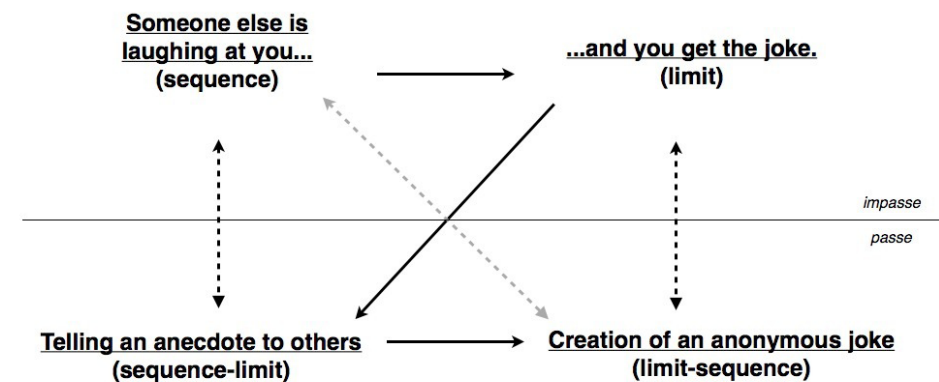 Someone else is
laughing at you...
(sequence)
...and you get the joke.
(limit)
impasse
passe
Telling an anecdote to others
(sequence-limit)
Creation of an anonymous joke
(limit-sequence)